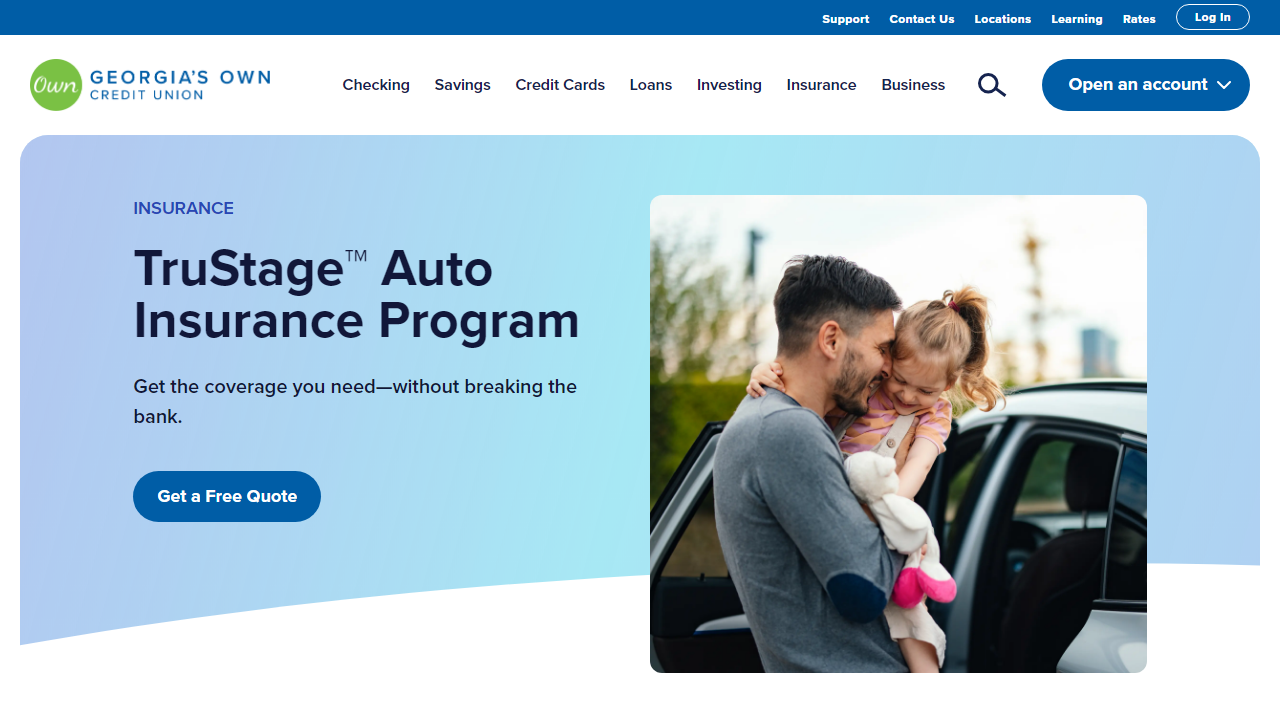 Support Contact Us Locations Learning Rates Log In
Own GEORGIA'S OWN
CREDIT UNION
Checking Savings Credit Cards Loans Investing Insurance Business Open an account
INSURANCE
TruStage™ Auto
Insurance Program
Get the coverage you need—without breaking the
bank.
Get a Free Quote